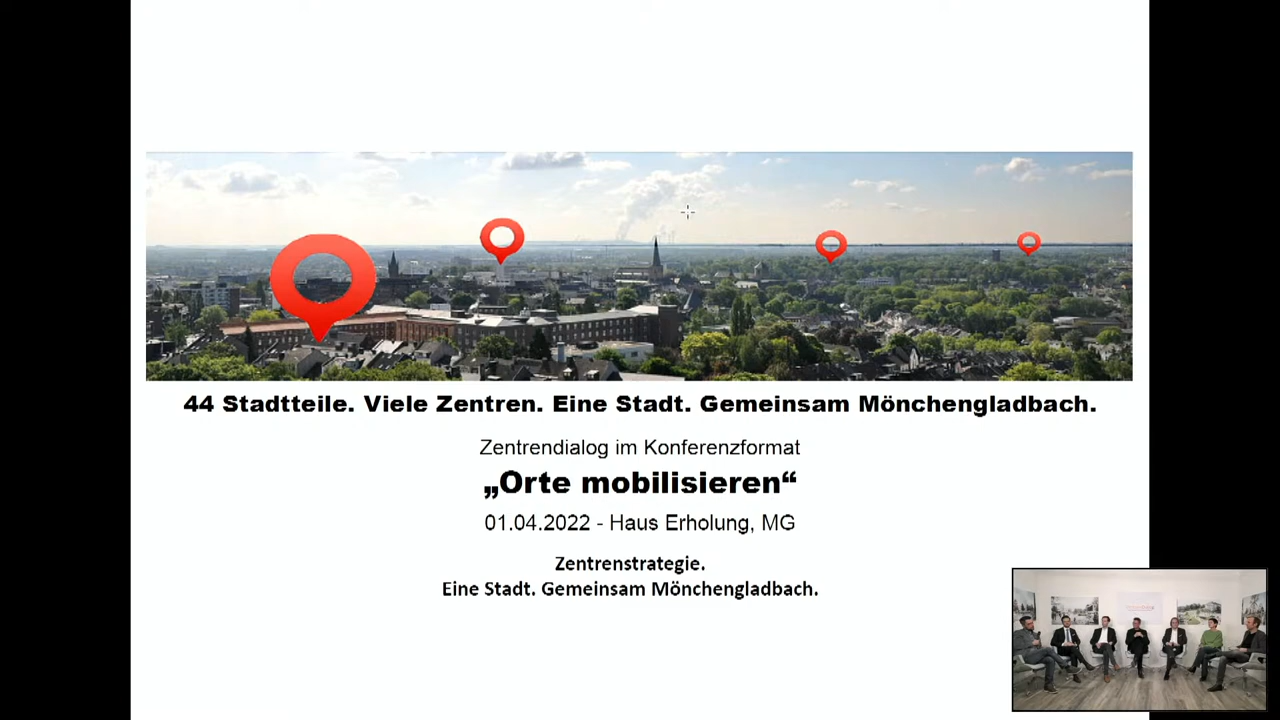 44 Stadtteile. Viele Zentren. Eine Stadt. Gemeinsam Mönchengladbach.
Zentrendialog im Konferenzformat
„Orte mobilisieren“
01.04.2022 - Haus Erholung, MG
Zentrenstrategie.
Eine Stadt. Gemeinsam Mönchengladbach.